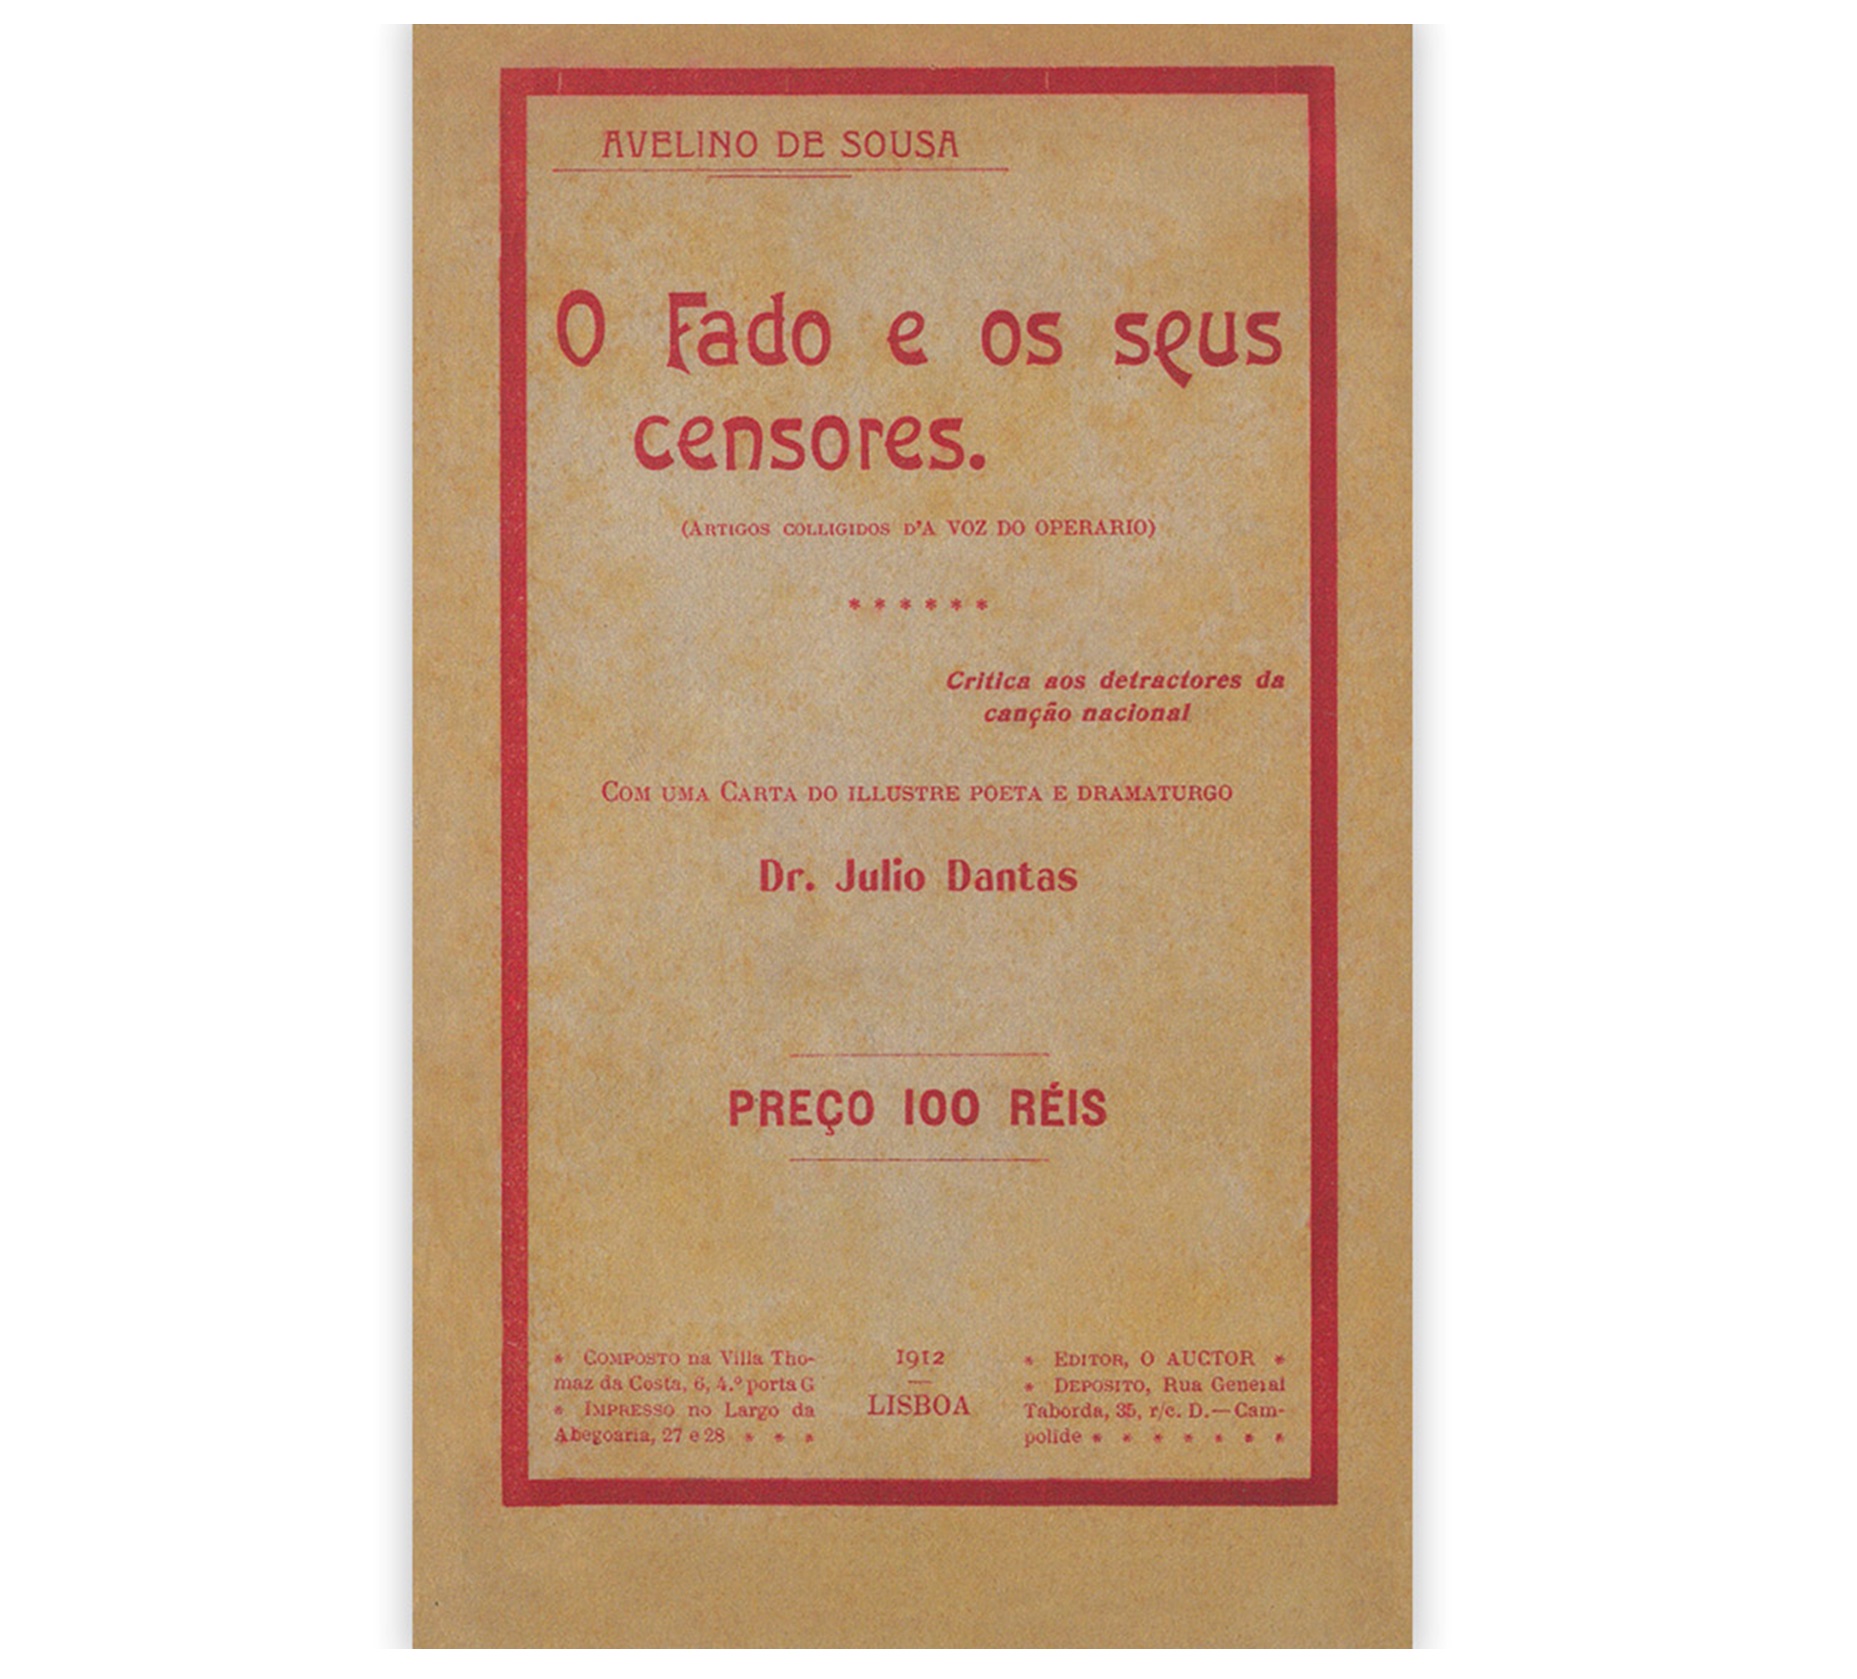 AVELINO DE SOUSA
O Fado e os seus
censores.
(ARTIGOS COLLIGIDOS D'A VOZ DO OPERARIO)
* * * * * *
Critica aos detractores da
canção nacional
COM UMA CARTA DO ILLUSTRE POETA E DRAMATURGO
Dr. Julio Dantas
PREÇO 100 RÉIS
* COMPOSTO na Villa Tho-
maz da Costa, 6, 4.º porta G
* IMPRESSO no Largo da
Abegoaria, 27 e 28 * * *
1912
—
LISBOA
* EDITOR, O AUCTOR *
* DEPOSITO, Rua General
Taborda, 35, r/c. D.—Cam-
polide * * * * * * *